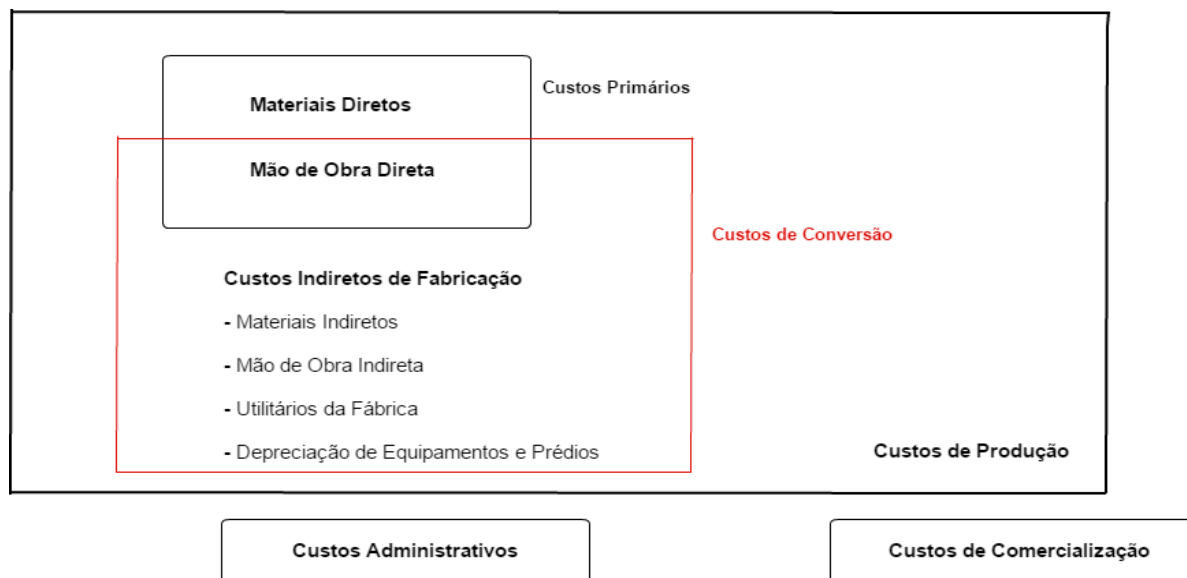 Custos Primários
Materiais Diretos
Mão de Obra Direta
Custos de Conversão
Custos Indiretos de Fabricação
- Materiais Indiretos
- Mão de Obra Indireta
- Utilitários da Fábrica
- Depreciação de Equipamentos e Prédios
Custos de Produção
Custos Administrativos
Custos de Comercialização